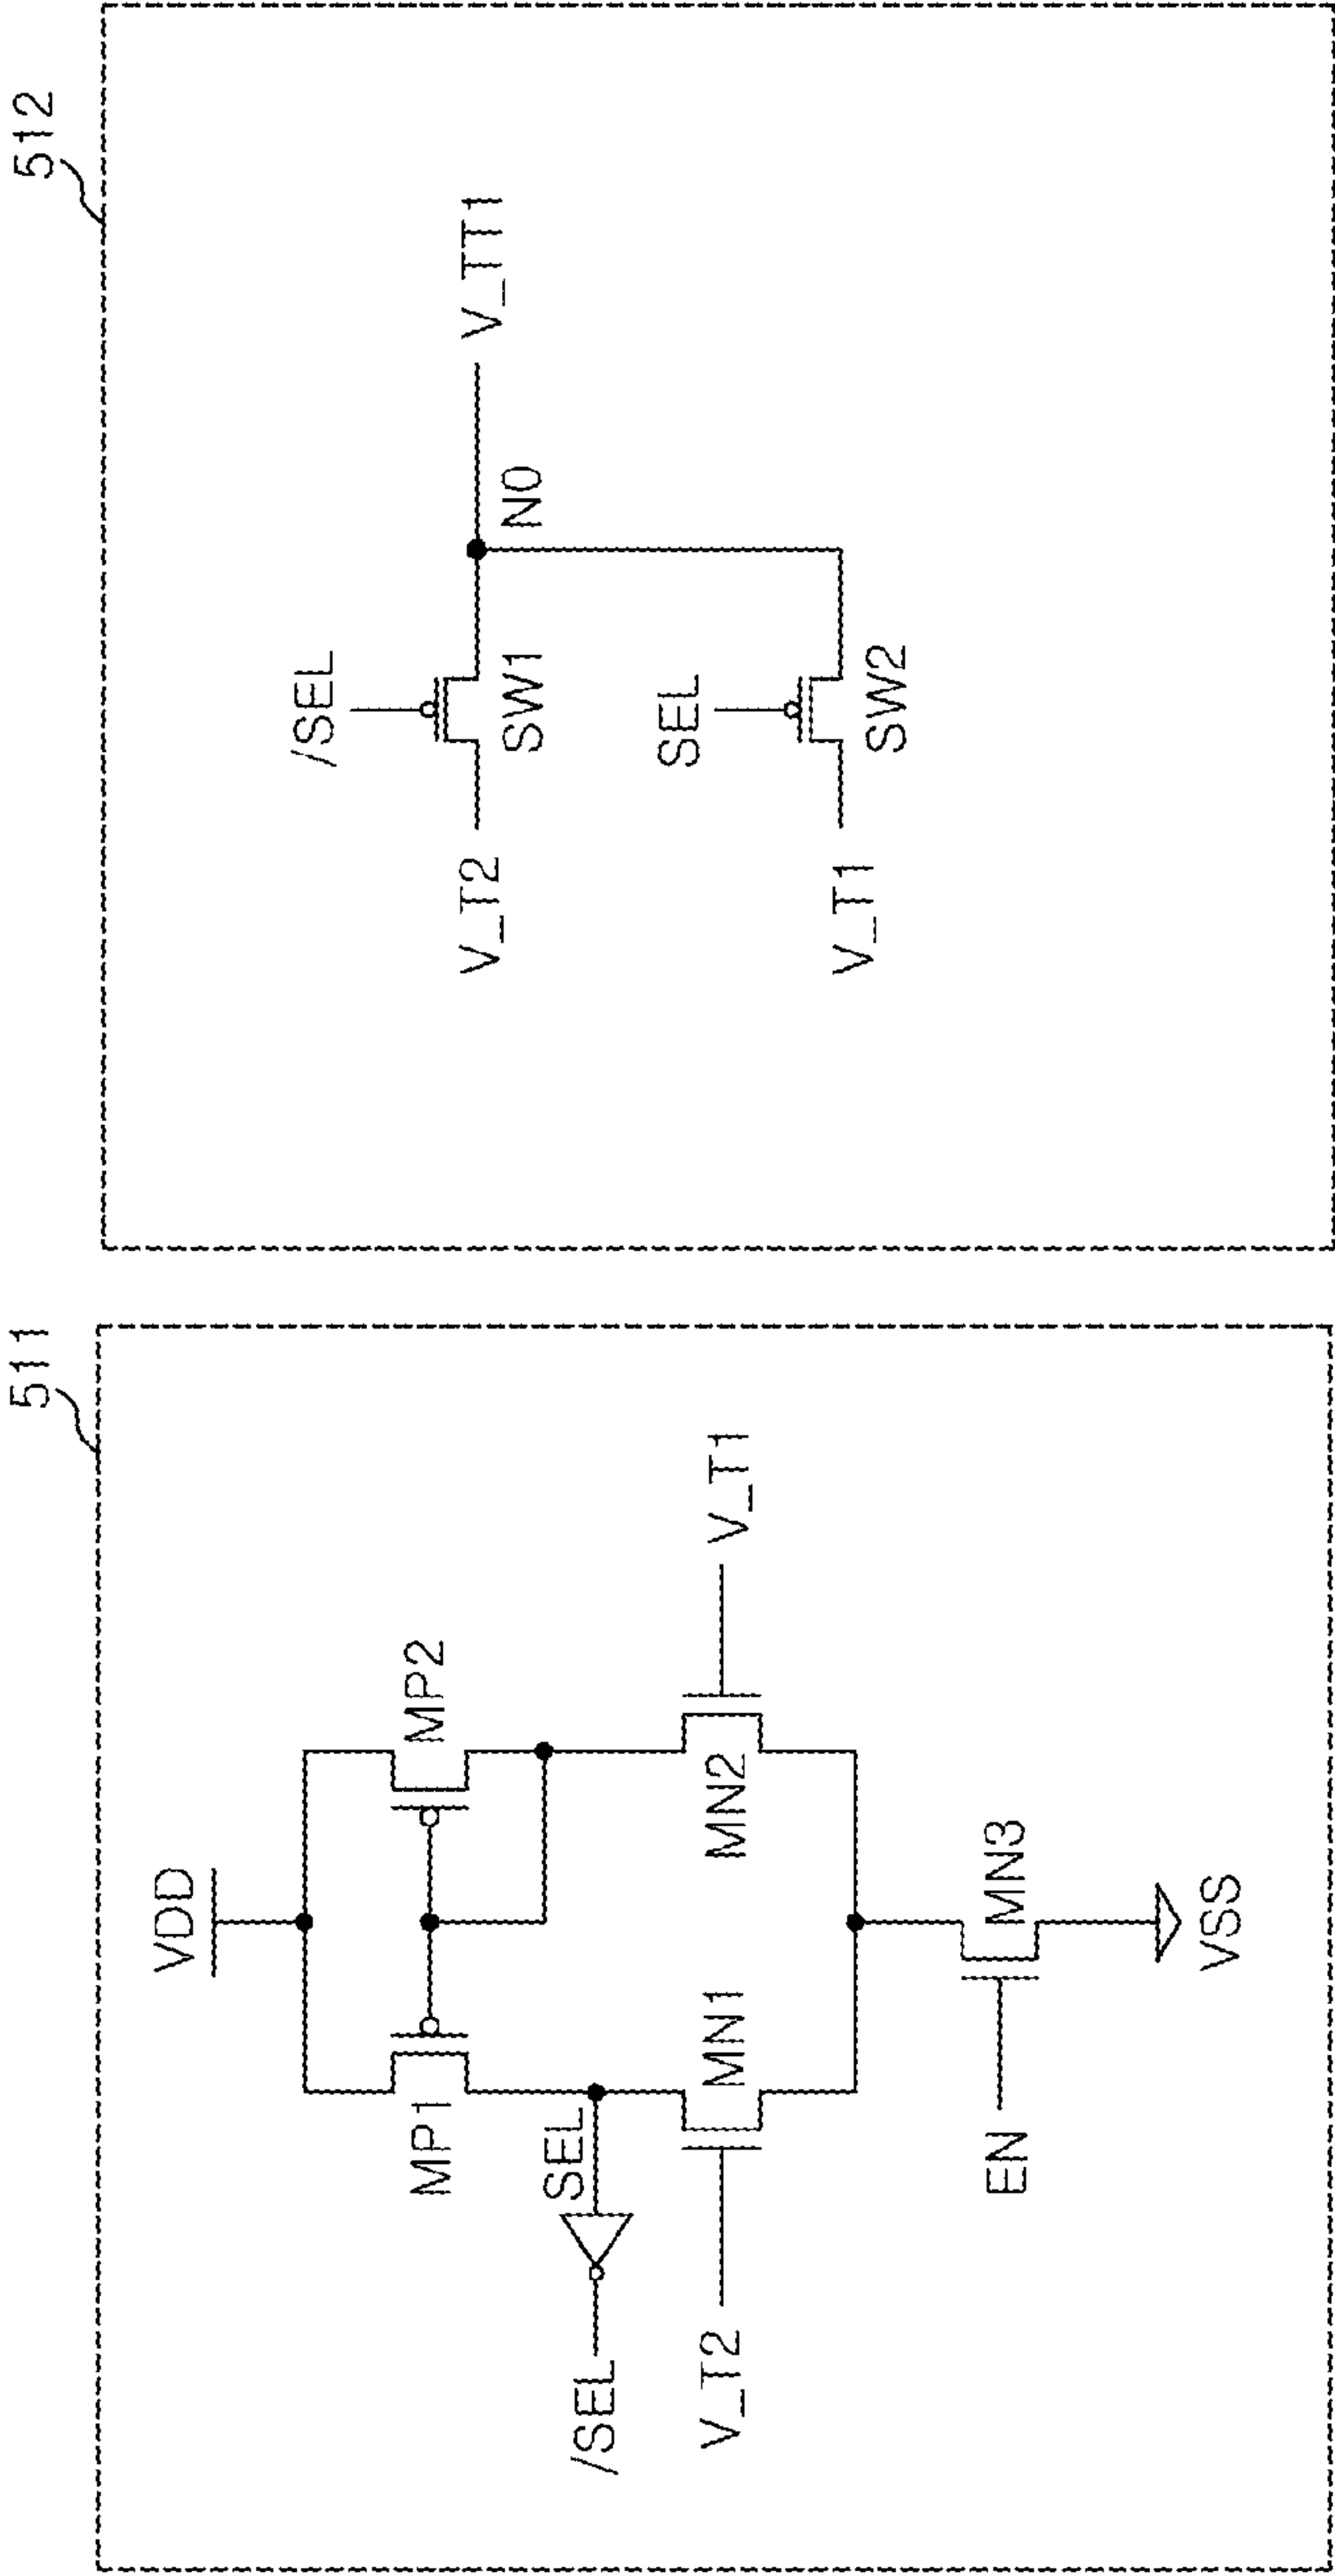 511
VDD
MP1
MP2
SEL
/SEL
V_T2
MN1
MN2
V_T1
EN
MN3
VSS
512
/SEL
V_T2
SW1
N0
V_TT1
SEL
V_T1
SW2